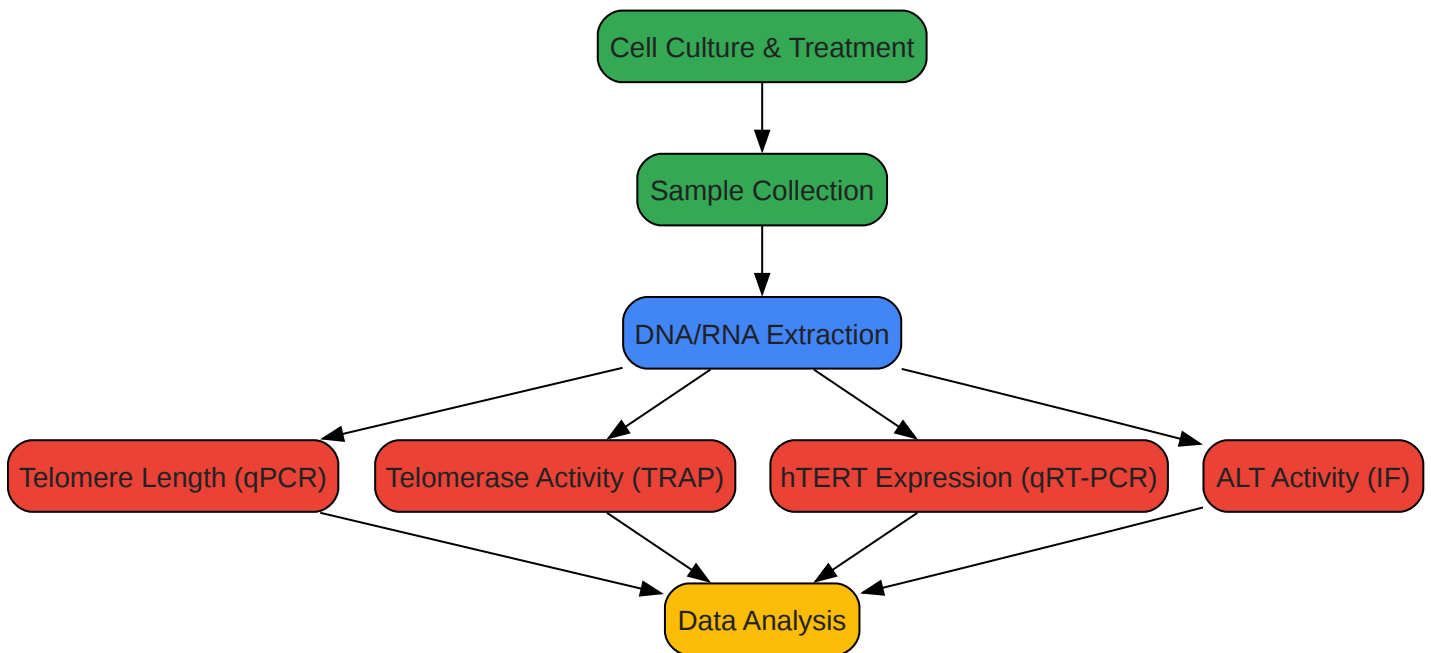 Cell Culture & Treatment
Sample Collection
DNA/RNA Extraction
Telomere Length (qPCR)
Telomerase Activity (TRAP)
hTERT Expression (qRT-PCR)
ALT Activity (IF)
Data Analysis